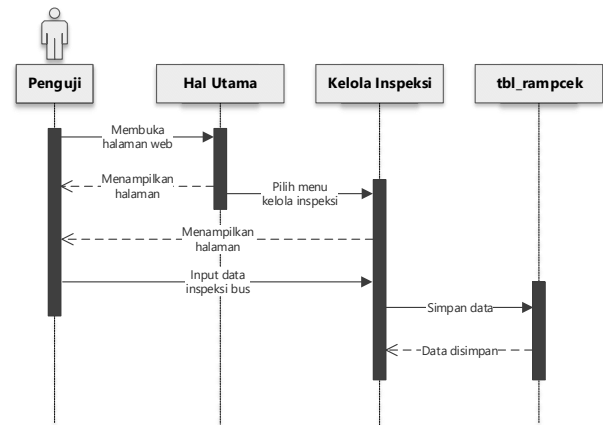 Penguji
Hal Utama
Kelola Inspeksi
tbl_rampcek
Membuka
halaman web
Menampilkan
halaman
Pilih menu
kelola inspeksi
Menampilkan
halaman
Input data
inspeksi bus
Simpan data
Data disimpan